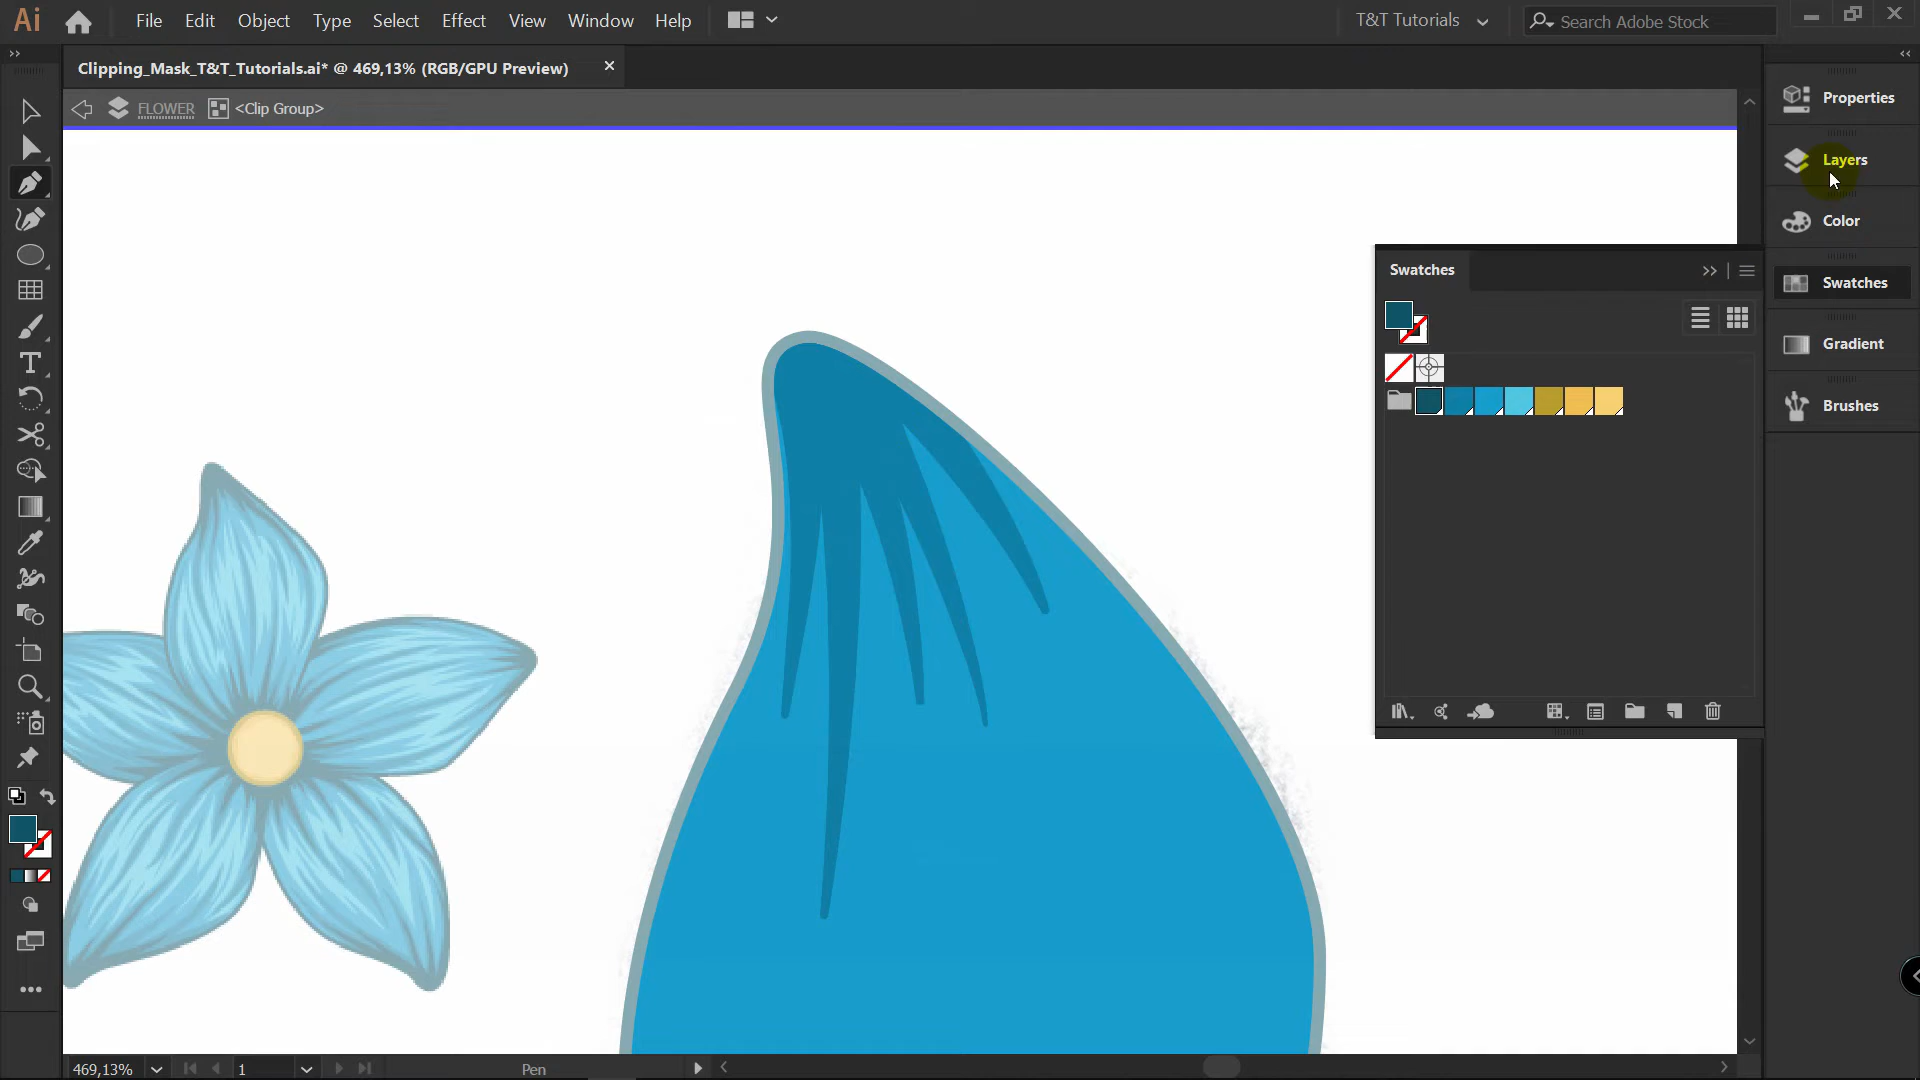 Ai File Edit Object Type Select Effect View Window Help T&T Tutorials Search Adobe Stock
Clipping_Mask_T&T_Tutorials.ai* @ 469,13% (RGB/GPU Preview)
FLOWER <Clip Group>
Properties
Layers
Color
Swatches
Gradient
Brushes
Swatches
469,13% 1 Pen